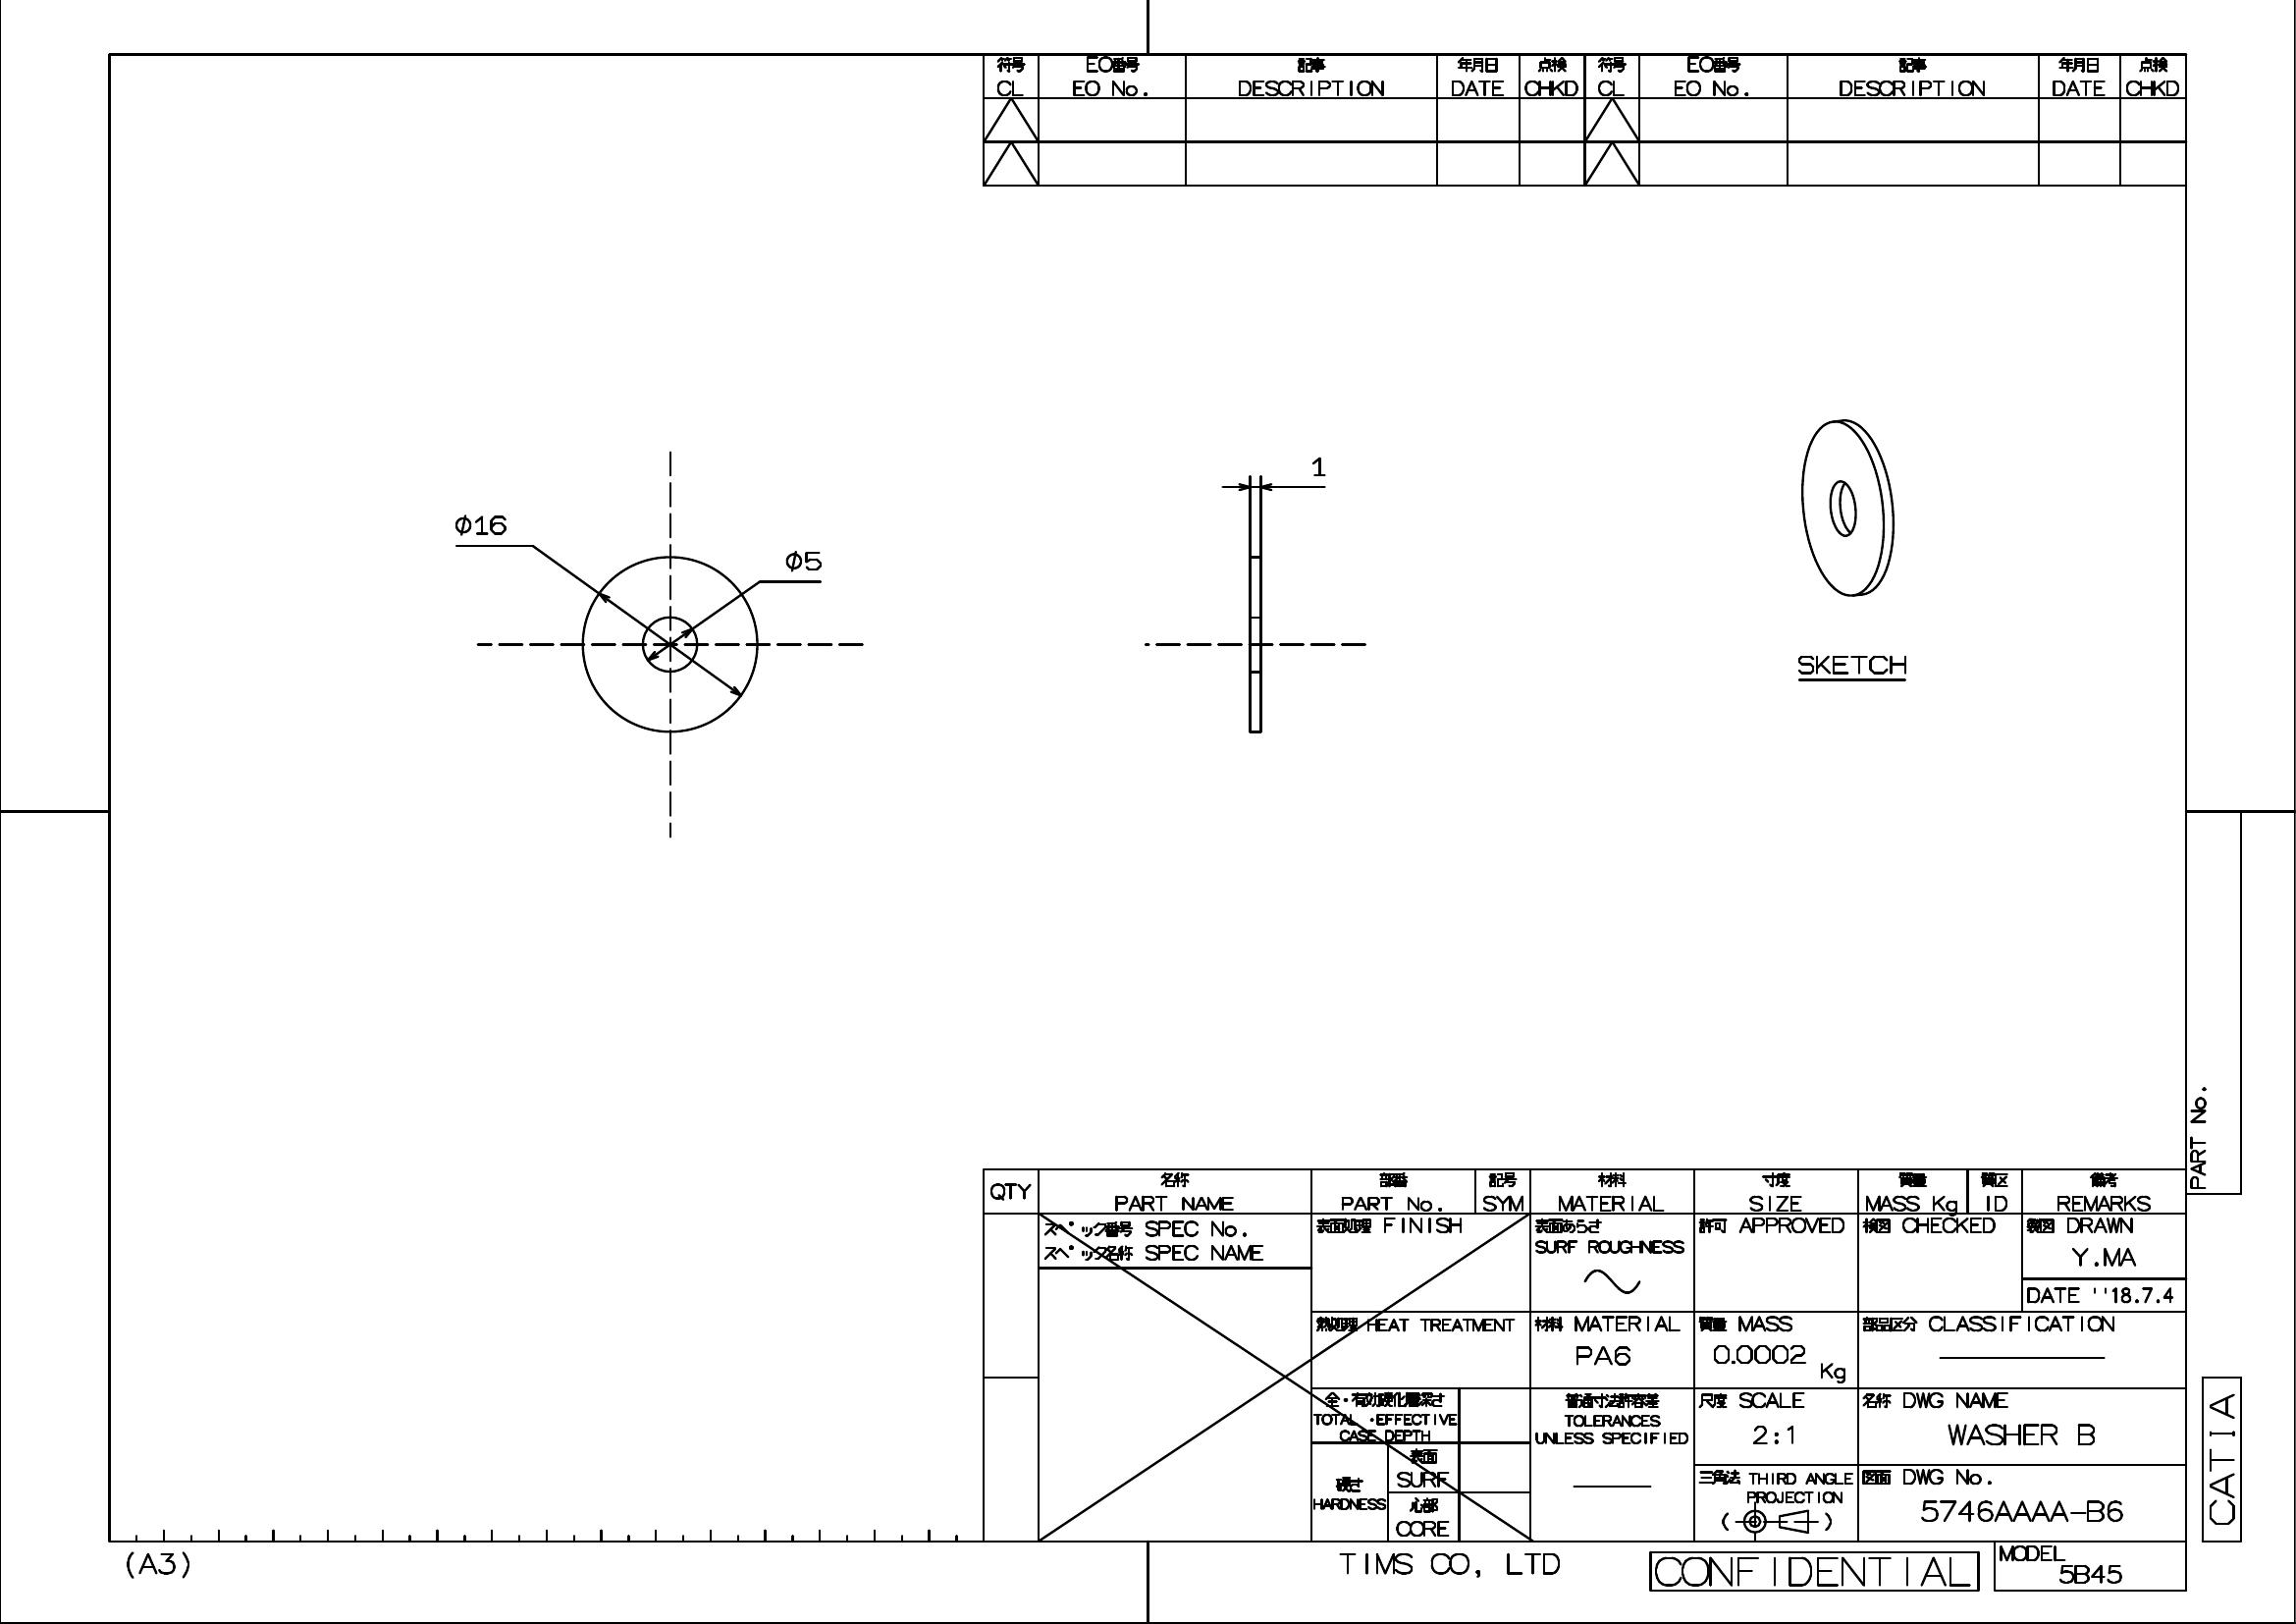 符号 EO番号 記事 年月日 点検 符号 EO番号 記事 年月日 点検
CL EO No. DESCRIPTION DATE CHKD CL EO No. DESCRIPTION DATE CHKD
1
Φ16
Φ5
SKETCH
PART No.
QTY
名称
PART NAME
部番
PART No.
記号
SYM
材料
MATERIAL
寸度
SIZE
質量
MASS Kg
質区
ID
備考
REMARKS
スペック番号 SPEC No.
スペック名称 SPEC NAME
表面処理 FINISH
表面あらさ
SURF ROUGHNESS
許可 APPROVED
検図 CHECKED
製図 DRAWN
Y.MA
DATE ''18.7.4
熱処理 HEAT TREATMENT
材料 MATERIAL
PA6
質量 MASS
0.0002 Kg
部品区分 CLASSIFICATION
全・有効硬化層深さ
TOTAL ・EFFECTIVE
CASE DEPTH
普通寸法許容差
TOLERANCES
UNLESS SPECIFIED
尺度 SCALE
2:1
名称 DWG NAME
WASHER B
硬さ
HARDNESS
表面
SURF
心部
CORE
三角法 THIRD ANGLE
PROJECTION
図面 DWG No.
5746AAAA-B6
CATIA
(A3)
TIMS CO, LTD
CONFIDENTIAL
MODEL
5B45